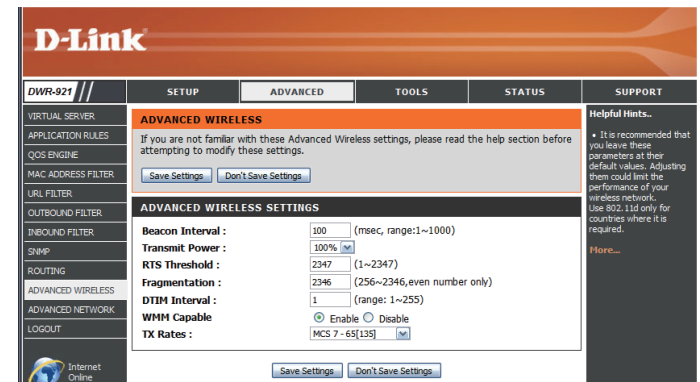 D-Link
DWR-921 // SETUP ADVANCED TOOLS STATUS SUPPORT
VIRTUAL SERVER
APPLICATION RULES
QOS ENGINE
MAC ADDRESS FILTER
URL FILTER
OUTBOUND FILTER
INBOUND FILTER
SNMP
ROUTING
ADVANCED WIRELESS
ADVANCED NETWORK
LOGOUT
Internet
Online
ADVANCED WIRELESS
If you are not familiar with these Advanced Wireless settings, please read the help section before
attempting to modify these settings.
Save Settings Don't Save Settings
ADVANCED WIRELESS SETTINGS
Beacon Interval : 100 (msec, range:1~1000)
Transmit Power : 100%
RTS Threshold : 2347 (1~2347)
Fragmentation : 2346 (256~2346,even number only)
DTIM Interval : 1 (range: 1~255)
WMM Capable Enable Disable
TX Rates : MCS 7 - 65[135]
Save Settings Don't Save Settings
Helpful Hints..
• It is recommended that
you leave these
parameters at their
default values. Adjusting
them could limit the
performance of your
wireless network.
Use 802.11d only for
countries where it is
required.
More...